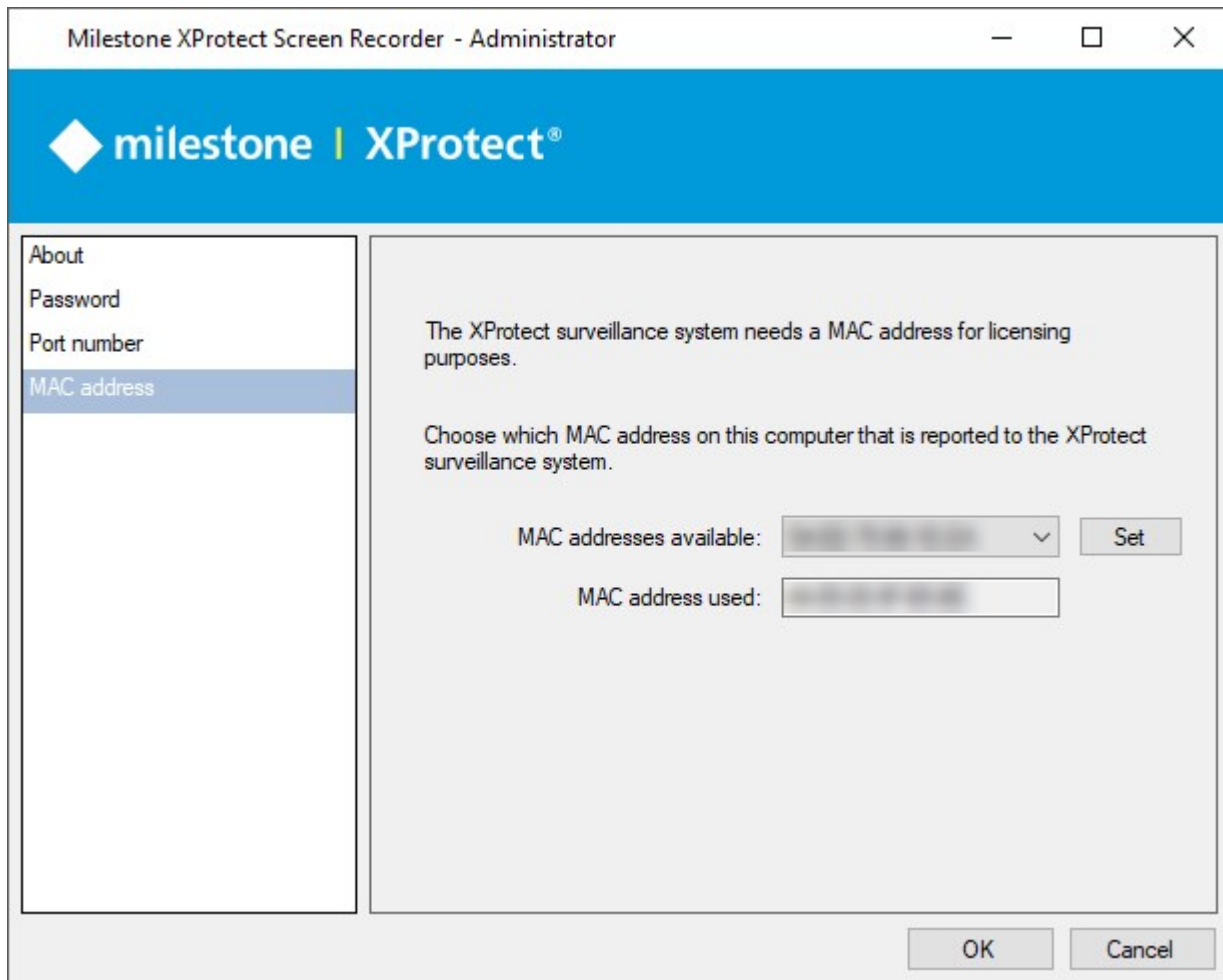 Milestone XProtect Screen Recorder - Administrator
milestone | XProtect®
About
Password
Port number
MAC address
The XProtect surveillance system needs a MAC address for licensing
purposes.
Choose which MAC address on this computer that is reported to the XProtect
surveillance system.
MAC addresses available:
Set
MAC address used:
OK
Cancel